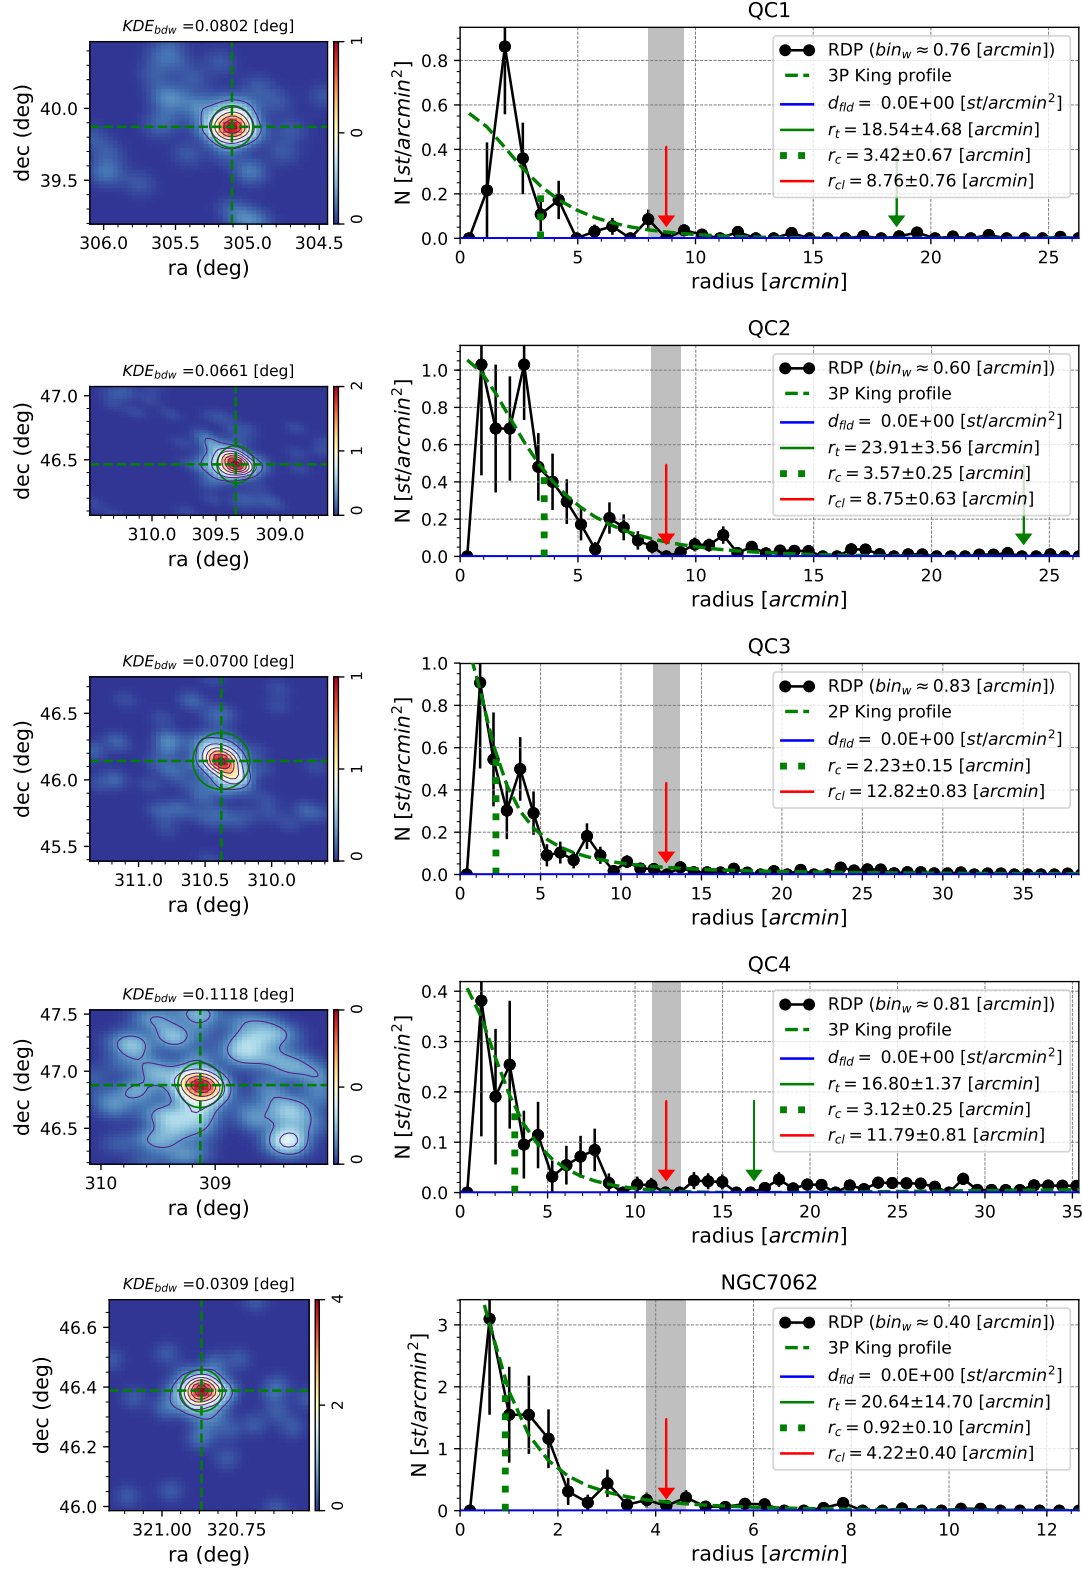 KDE_bdw =0.0802 [deg]
1
0
0
40.0
39.5
dec (deg)
306.0 305.5 305.0 304.5
ra (deg)
QC1
N [st/arcmin²]
0.8
0.6
0.4
0.2
0.0
RDP (bin_w ≈ 0.76 [arcmin])
3P King profile
d_fld = 0.0E+00 [st/arcmin²]
r_t = 18.54±4.68 [arcmin]
r_c = 3.42±0.67 [arcmin]
r_cl = 8.76±0.76 [arcmin]
0 5 10 15 20 25
radius [arcmin]
KDE_bdw =0.0661 [deg]
2
1
0
47.0
46.5
dec (deg)
310.0 309.5 309.0
ra (deg)
QC2
N [st/arcmin²]
1.0
0.8
0.6
0.4
0.2
0.0
RDP (bin_w ≈ 0.60 [arcmin])
3P King profile
d_fld = 0.0E+00 [st/arcmin²]
r_t = 23.91±3.56 [arcmin]
r_c = 3.57±0.25 [arcmin]
r_cl = 8.75±0.63 [arcmin]
0 5 10 15 20 25
radius [arcmin]
KDE_bdw =0.0700 [deg]
1
1
0
46.5
46.0
45.5
dec (deg)
311.0 310.5 310.0
ra (deg)
QC3
N [st/arcmin²]
1.0
0.8
0.6
0.4
0.2
0.0
RDP (bin_w ≈ 0.83 [arcmin])
2P King profile
d_fld = 0.0E+00 [st/arcmin²]
r_c = 2.23±0.15 [arcmin]
r_cl = 12.82±0.83 [arcmin]
0 5 10 15 20 25 30 35
radius [arcmin]
KDE_bdw =0.1118 [deg]
0
0
0
47.5
47.0
46.5
dec (deg)
310 309
ra (deg)
QC4
N [st/arcmin²]
0.4
0.3
0.2
0.1
0.0
RDP (bin_w ≈ 0.81 [arcmin])
3P King profile
d_fld = 0.0E+00 [st/arcmin²]
r_t = 16.80±1.37 [arcmin]
r_c = 3.12±0.25 [arcmin]
r_cl = 11.79±0.81 [arcmin]
0 5 10 15 20 25 30 35
radius [arcmin]
KDE_bdw =0.0309 [deg]
4
2
0
46.6
46.4
46.2
46.0
dec (deg)
321.00 320.75
ra (deg)
NGC7062
N [st/arcmin²]
3
2
1
0
RDP (bin_w ≈ 0.40 [arcmin])
3P King profile
d_fld = 0.0E+00 [st/arcmin²]
r_t = 20.64±14.70 [arcmin]
r_c = 0.92±0.10 [arcmin]
r_cl = 4.22±0.40 [arcmin]
0 2 4 6 8 10 12
radius [arcmin]